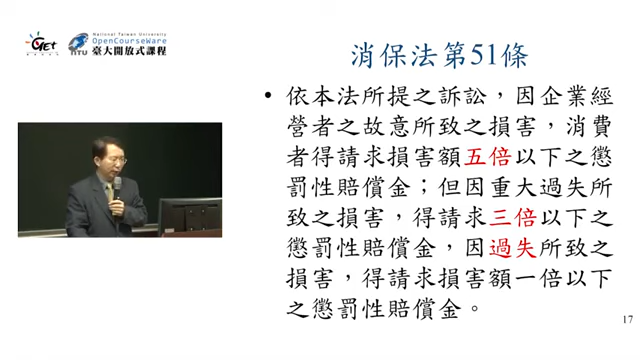 GET
NTU
National Taiwan University
OpenCourseWare
臺大開放式課程
消保法第51條
• 依本法所提之訴訟，因企業經
營者之故意所致之損害，消費
者得請求損害額五倍以下之懲
罰性賠償金；但因重大過失所
致之損害，得請求三倍以下之
懲罰性賠償金，因過失所致之
損害，得請求損害額一倍以下
之懲罰性賠償金。
17